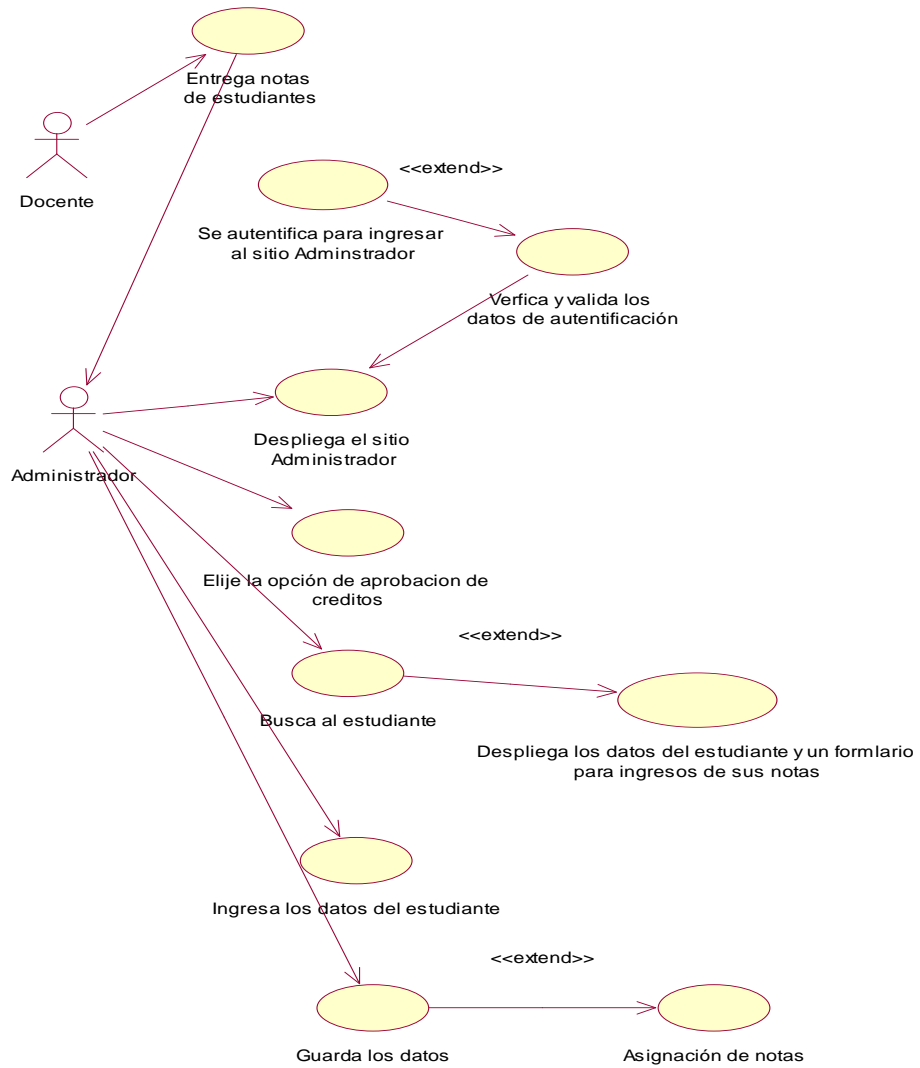 Entrega notas
de estudiantes
Docente
<<extend>>
Se autentifica para ingresar
al sitio Adminstrador
Verfica y valida los
datos de autentificación
Despliega el sitio
Administrador
Administrador
Elije la opción de aprobacion de
creditos
<<extend>>
Busca al estudiante
Despliega los datos del estudiante y un formlario
para ingresos de sus notas
Ingresa los datos del estudiante
<<extend>>
Guarda los datos
Asignación de notas